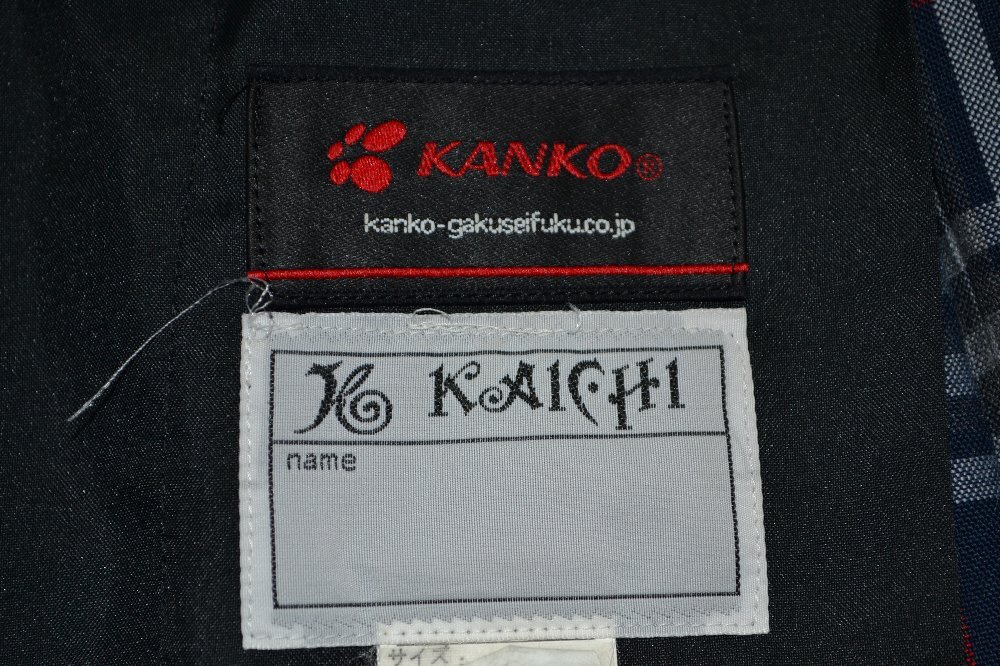 KANKO®
kanko-gakuseifuku.co.jp
K KAICHI
name
サイズ: